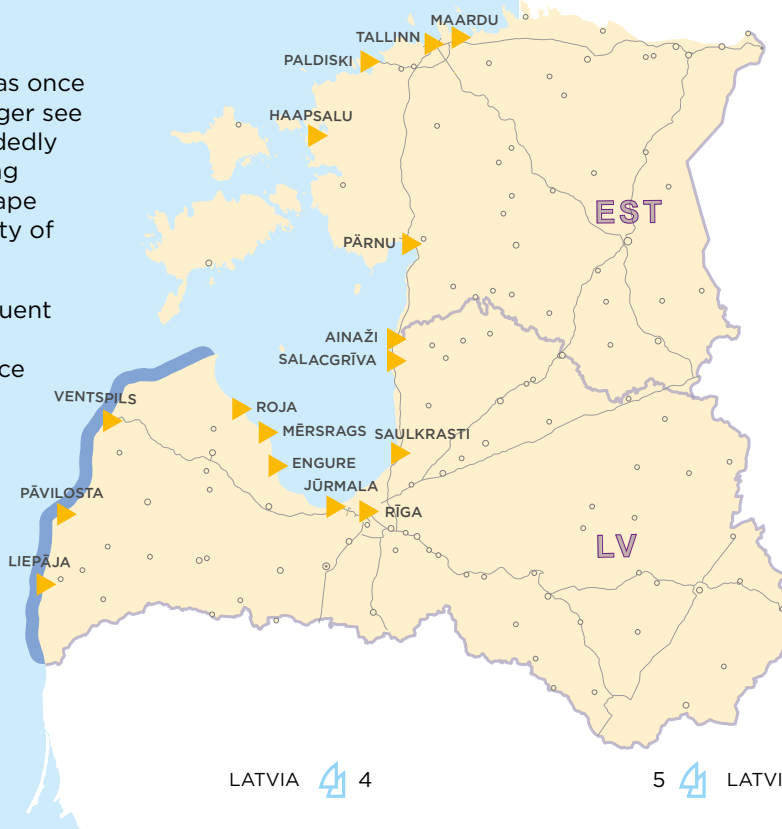 as once
ger see
dedly
ng
ape
ty of
uent
ce
MAARDU
TALLINN
PALDISKI
HAAPSALU
EST
PÄRNU
AINAŽI
SALACGRĪVA
VENTSPILS
ROJA
MĒRSRAGS
SAULKRASTI
ENGURE
JŪRMALA
PĀVILOSTA
RĪGA
LV
LIEPĀJA
LATVIA 4
5 LATVI